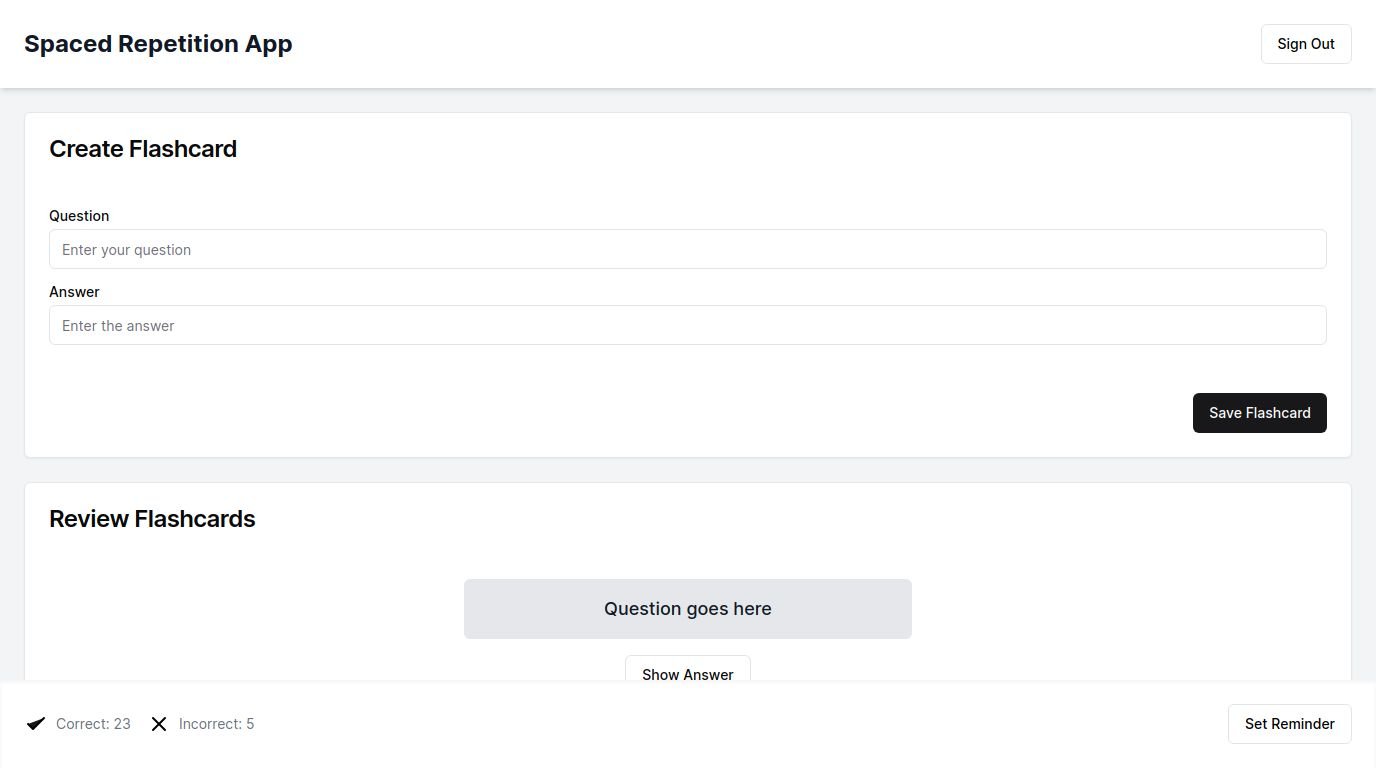 Spaced Repetition App
Sign Out
Create Flashcard
Question
Enter your question
Answer
Enter the answer
Save Flashcard
Review Flashcards
Question goes here
Show Answer
Correct: 23
Incorrect: 5
Set Reminder